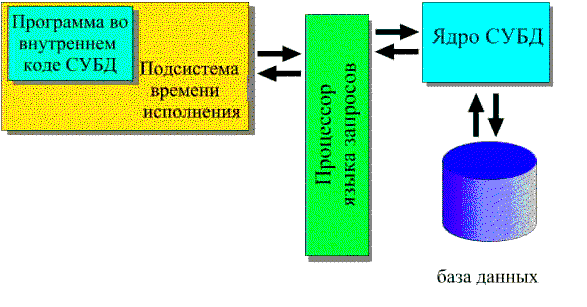 Программа во
внутреннем
коде СУБД
Подсистема
времени
исполнения
Процессор
языка запросов
Ядро СУБД
база данных